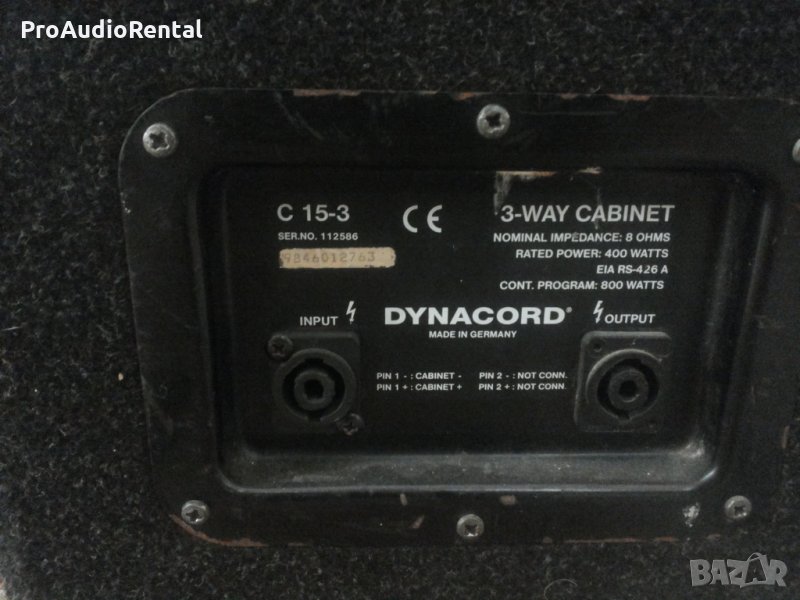 ProAudioRental
C 15-3
CE
3-WAY CABINET
SER.NO. 112586
9846012763
NOMINAL IMPEDANCE: 8 OHMS
RATED POWER: 400 WATTS
EIA RS-426 A
CONT. PROGRAM: 800 WATTS
INPUT
DYNACORD®
OUTPUT
MADE IN GERMANY
PIN 1 - : CABINET - PIN 2 - : NOT CONN.
PIN 1 + : CABINET + PIN 2 + : NOT CONN.
BAZAR